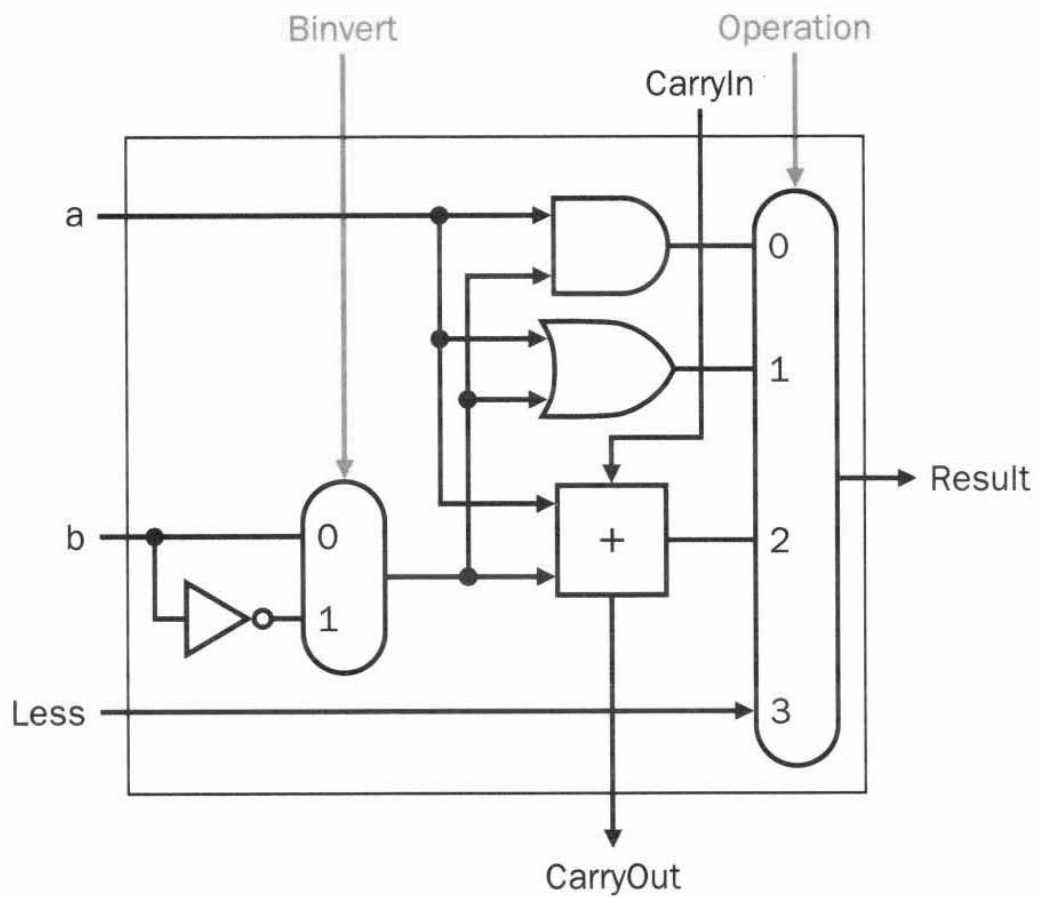 Binvert
Operation
CarryIn
a
0
1
+
2
Result
b
0
1
Less
3
CarryOut